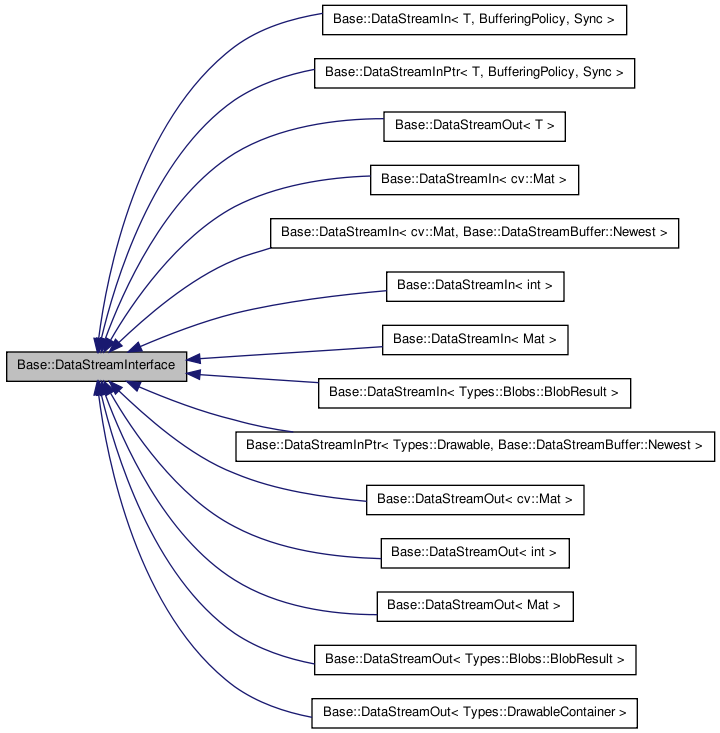 Base::DataStreamIn< T, BufferingPolicy, Sync >
Base::DataStreamInPtr< T, BufferingPolicy, Sync >
Base::DataStreamOut< T >
Base::DataStreamIn< cv::Mat >
Base::DataStreamIn< cv::Mat, Base::DataStreamBuffer::Newest >
Base::DataStreamIn< int >
Base::DataStreamIn< Mat >
Base::DataStreamInterface
Base::DataStreamIn< Types::Blobs::BlobResult >
Base::DataStreamInPtr< Types::Drawable, Base::DataStreamBuffer::Newest >
Base::DataStreamOut< cv::Mat >
Base::DataStreamOut< int >
Base::DataStreamOut< Mat >
Base::DataStreamOut< Types::Blobs::BlobResult >
Base::DataStreamOut< Types::DrawableContainer >